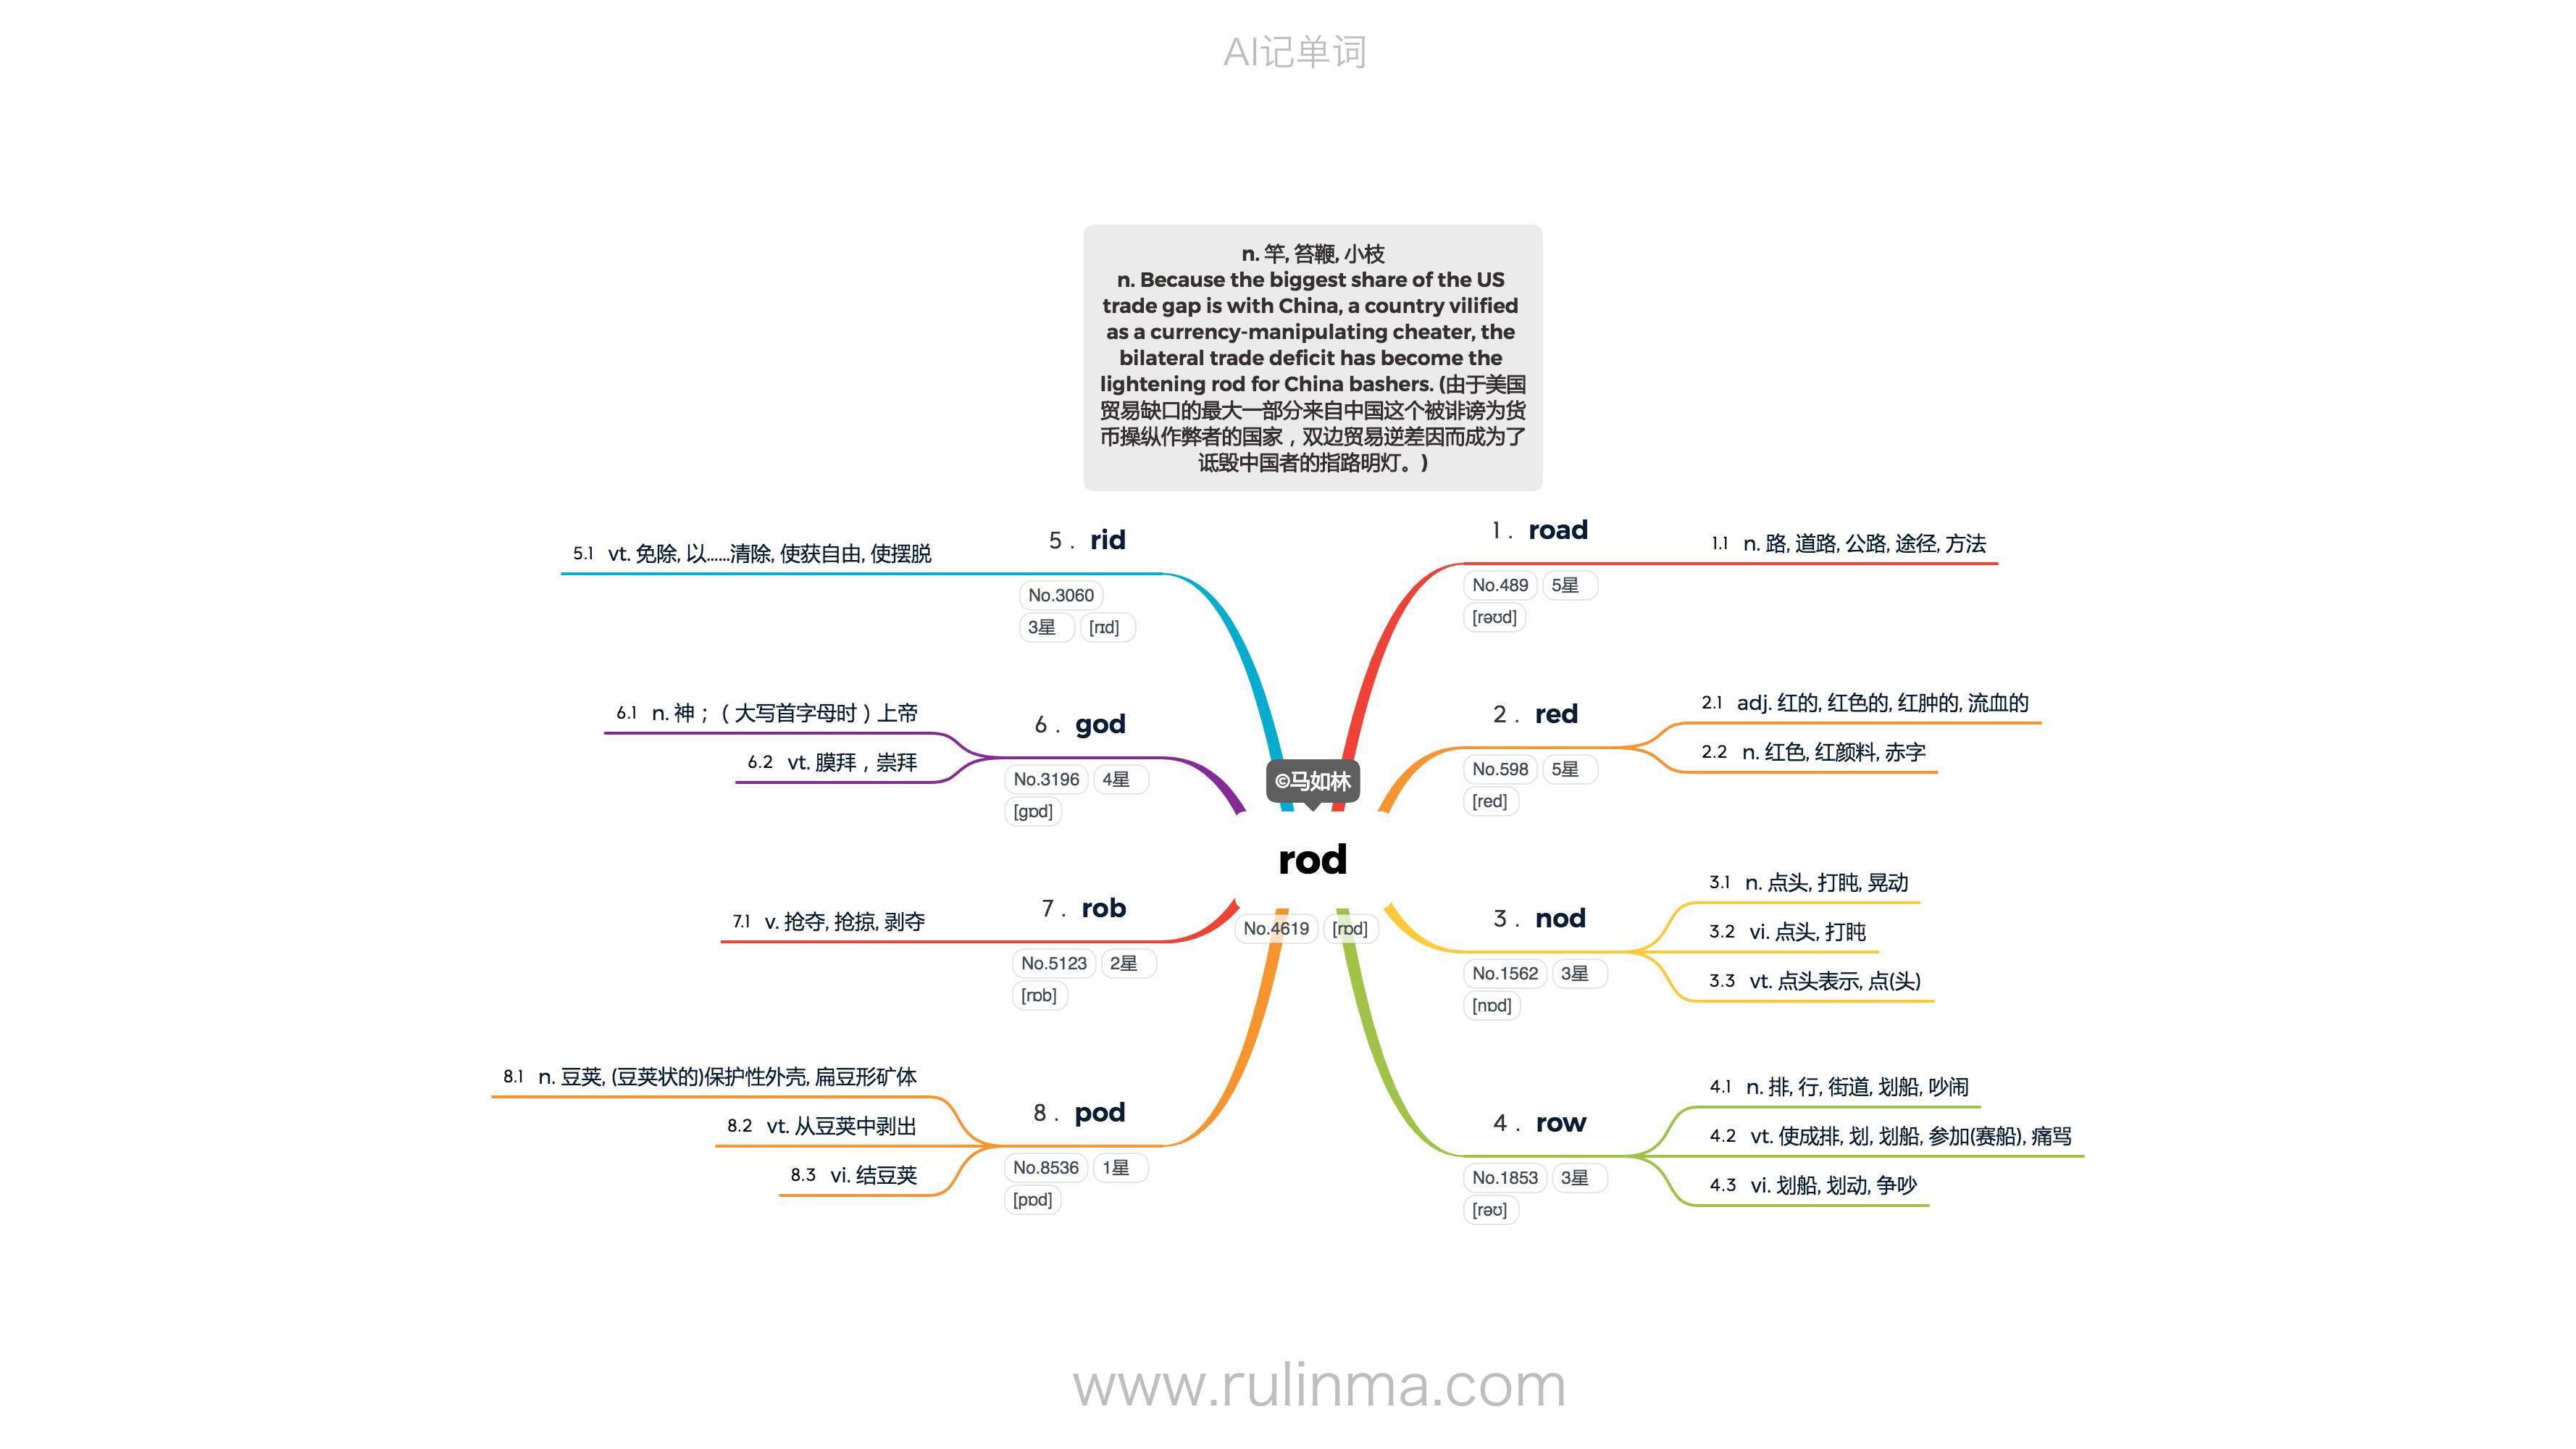 AI记单词
n. 竿, 笞鞭, 小枝
n. Because the biggest share of the US
trade gap is with China, a country vilified
as a currency-manipulating cheater, the
bilateral trade deficit has become the
lightening rod for China bashers. (由于美国
贸易缺口的最大一部分来自中国这个被诽谤为货
币操纵作弊者的国家，双边贸易逆差因而成为了
诋毁中国者的指路明灯。)
©马如林
rod
No.4619 [rɒd]
1. road
No.489 5星
[rəʊd]
1.1 n. 路, 道路, 公路, 途径, 方法
2. red
No.598 5星
[red]
2.1 adj. 红的, 红色的, 红肿的, 流血的
2.2 n. 红色, 红颜料, 赤字
3. nod
No.1562 3星
[nɒd]
3.1 n. 点头, 打盹, 晃动
3.2 vi. 点头, 打盹
3.3 vt. 点头表示, 点(头)
4. row
No.1853 3星
[rəʊ]
4.1 n. 排, 行, 街道, 划船, 吵闹
4.2 vt. 使成排, 划, 划船, 参加(赛船), 痛骂
4.3 vi. 划船, 划动, 争吵
5. rid
No.3060
3星 [rɪd]
5.1 vt. 免除, 以......清除, 使获自由, 使摆脱
6. god
No.3196 4星
[gɒd]
6.1 n. 神；（大写首字母时）上帝
6.2 vt. 膜拜，崇拜
7. rob
No.5123 2星
[rɒb]
7.1 v. 抢夺, 抢掠, 剥夺
8. pod
No.8536 1星
[pɒd]
8.1 n. 豆荚, (豆荚状的)保护性外壳, 扁豆形矿体
8.2 vt. 从豆荚中剥出
8.3 vi. 结豆荚
www.rulinma.com